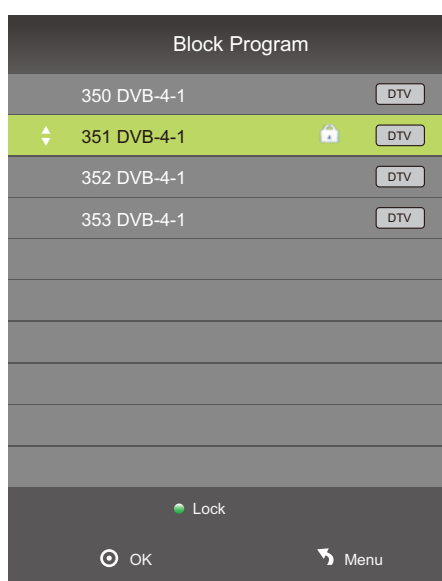 Block Program
350 DVB-4-1 DTV
351 DVB-4-1 DTV
352 DVB-4-1 DTV
353 DVB-4-1 DTV
Lock
OK Menu